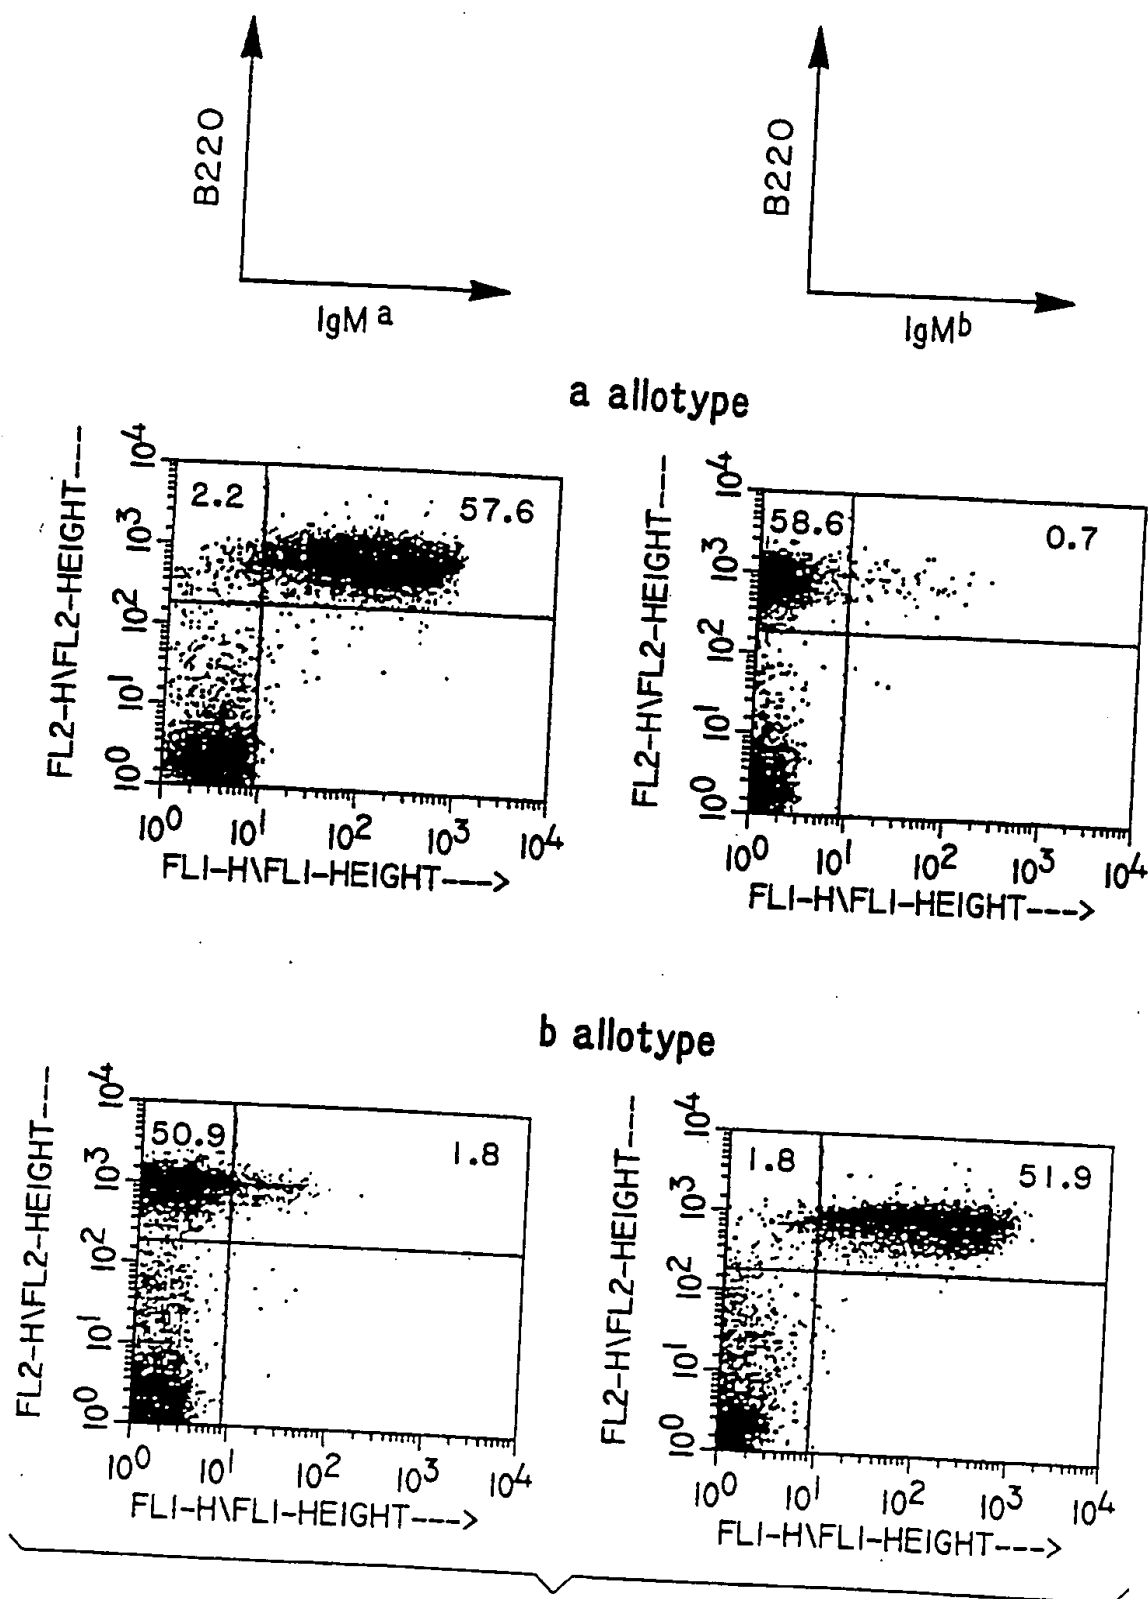 B220
IgM a
B220
IgM b
a allotype
FL2-H\FL2-HEIGHT---
10⁴
10³
10²
10¹
10⁰
2.2
57.6
10⁰ 10¹ 10² 10³ 10⁴
FL1-H\FL1-HEIGHT--->
FL2-H\FL2-HEIGHT---
10⁴
10³
10²
10¹
10⁰
58.6
0.7
10⁰ 10¹ 10² 10³ 10⁴
FL1-H\FL1-HEIGHT--->
b allotype
FL2-H\FL2-HEIGHT---
10⁴
10³
10²
10¹
10⁰
50.9
1.8
10⁰ 10¹ 10² 10³ 10⁴
FL1-H\FL1-HEIGHT--->
FL2-H\FL2-HEIGHT---
10⁴
10³
10²
10¹
10⁰
1.8
51.9
10⁰ 10¹ 10² 10³ 10⁴
FL1-H\FL1-HEIGHT--->